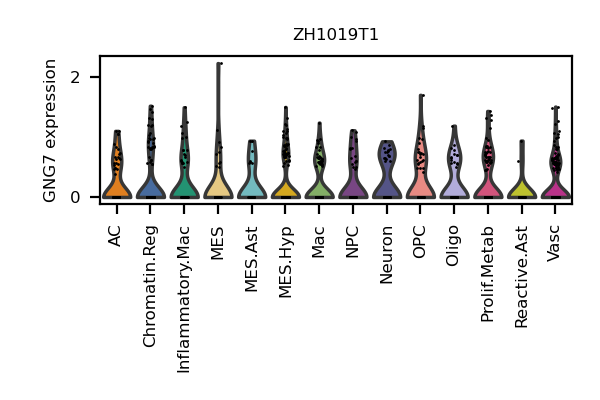 ZH1019T1
GNG7 expression
2
0
AC
Chromatin.Reg
Inflammatory.Mac
MES
MES.Ast
MES.Hyp
Mac
NPC
Neuron
OPC
Oligo
Prolif.Metab
Reactive.Ast
Vasc